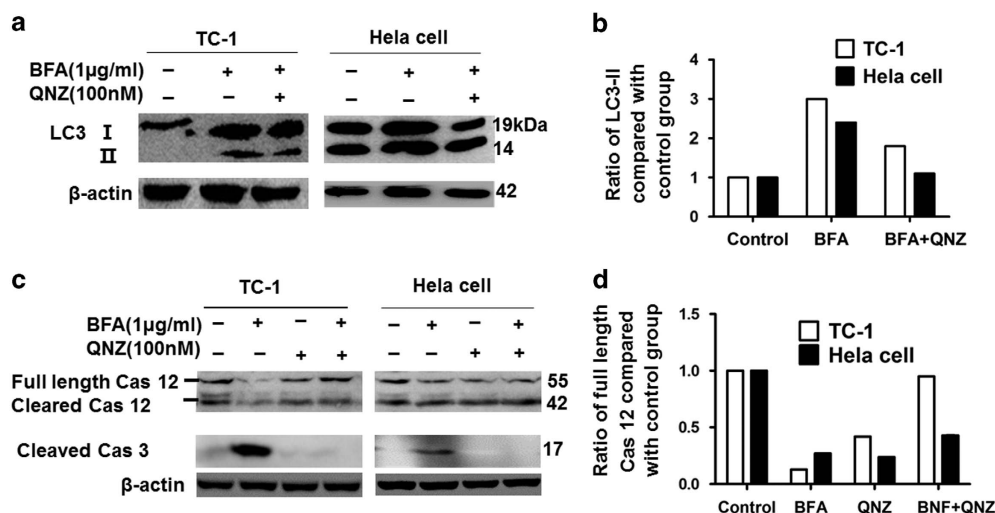 a
TC-1 Hela cell
BFA(1μg/ml) – + + – + +
QNZ(100nM) – – + – – +
LC3 I 19kDa
II 14
β-actin 42
b
TC-1
Hela cell
Ratio of LC3-II
compared with
control group
4
3
2
1
0
Control BFA BFA+QNZ
c
TC-1 Hela cell
BFA(1μg/ml) – + – + – + – +
QNZ(100nM) – – + + – – + +
Full length Cas 12 55
Cleared Cas 12 42
Cleaved Cas 3 17
β-actin
d
TC-1
Hela cell
Ratio of full length
Cas 12 compared
with control group
1.5
1.0
0.5
0.0
Control BFA QNZ BNF+QNZ